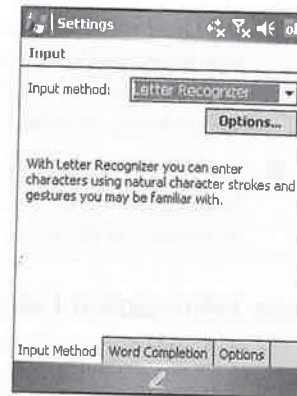 Settings
ok
Input
Input method:
Letter Recognizer
Options...
With Letter Recognizer you can enter
characters using natural character strokes and
gestures you may be familiar with.
Input Method
Word Completion
Options